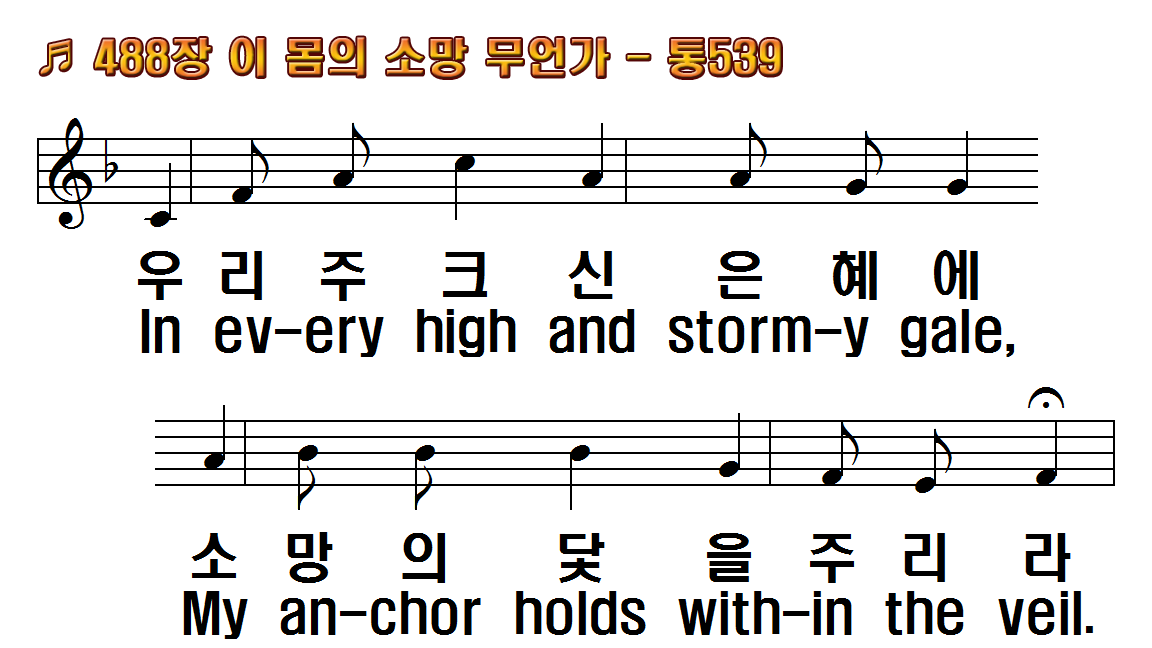 ♬ 488장 이 몸의 소망 무언가 - 통539
우 리 주 크 신 은 혜 에
In ev-ery high and storm-y gale,
소 망 의 닻 을 주 리 라
My an-chor holds with-in the veil.